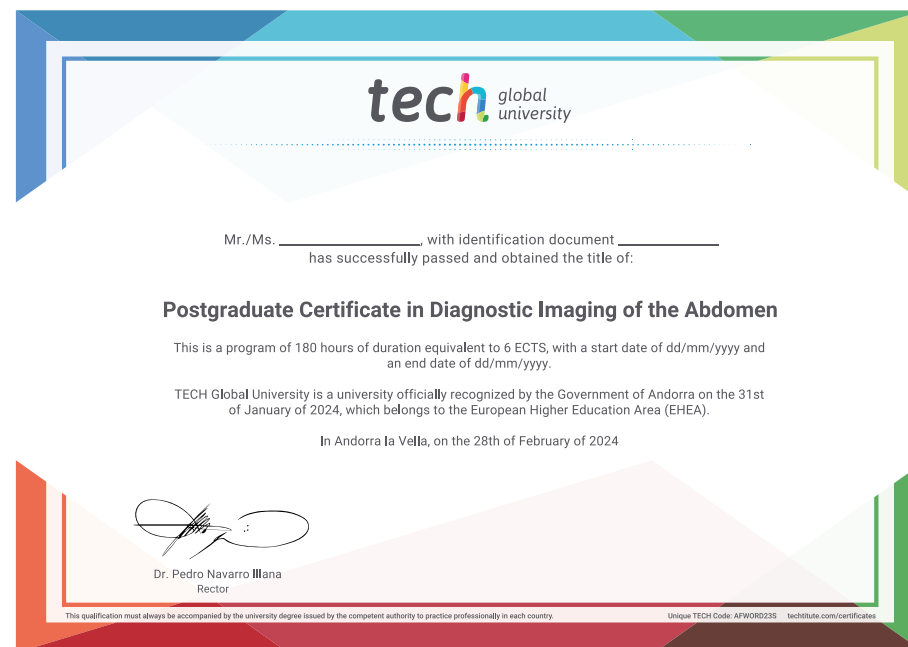 tech global
university
Mr./Ms. ____________________, with identification document ______________
has successfully passed and obtained the title of:
Postgraduate Certificate in Diagnostic Imaging of the Abdomen
This is a program of 180 hours of duration equivalent to 6 ECTS, with a start date of dd/mm/yyyy and
an end date of dd/mm/yyyy.
TECH Global University is a university officially recognized by the Government of Andorra on the 31st
of January of 2024, which belongs to the European Higher Education Area (EHEA).
In Andorra la Vella, on the 28th of February of 2024
Dr. Pedro Navarro Illana
Rector
This qualification must always be accompanied by the university degree issued by the competent authority to practice professionally in each country.
Unique TECH Code: AFWORD23S techtitute.com/certificates